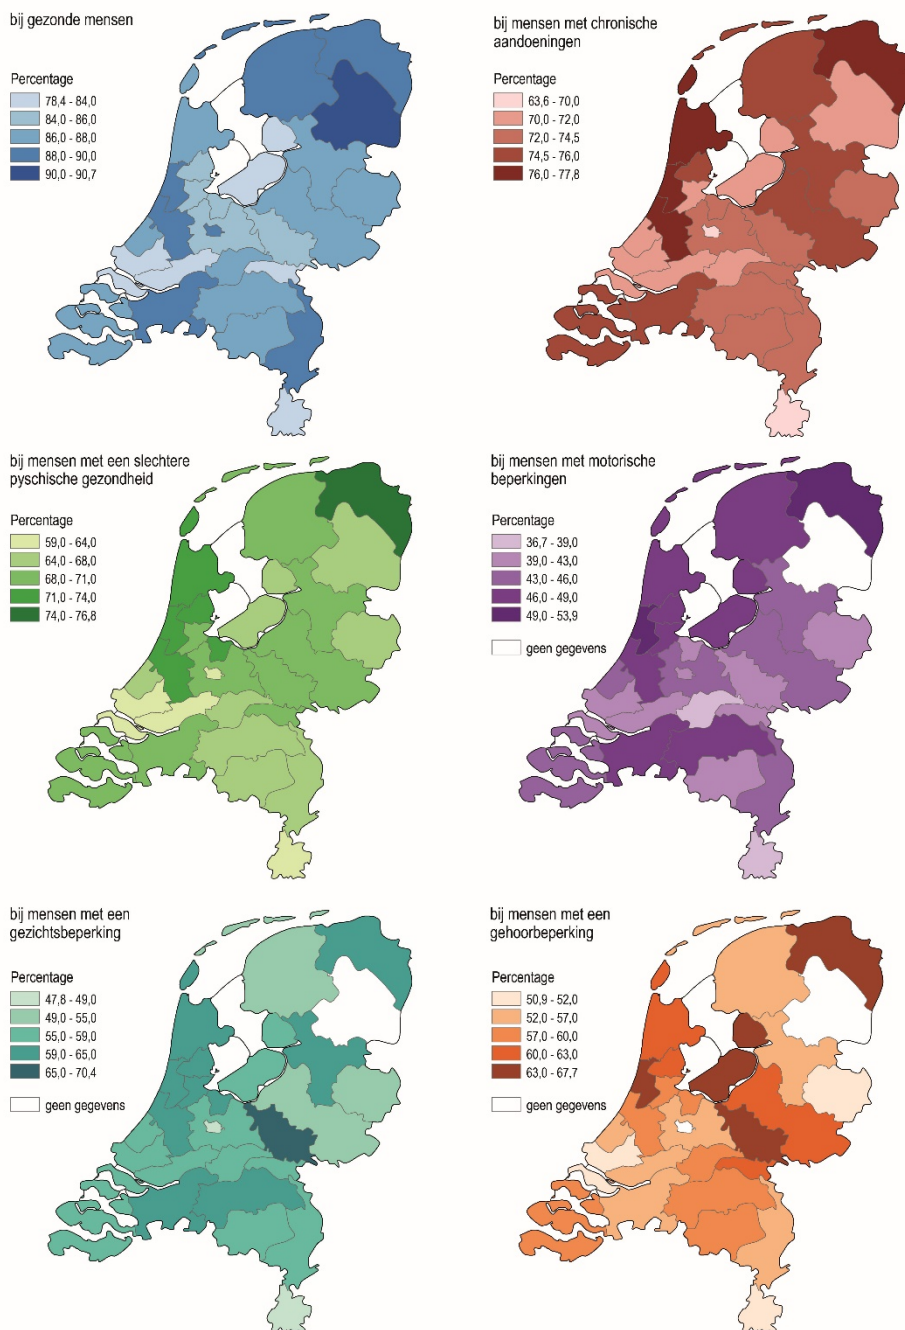 bij gezonde mensen
Percentage
78,4 - 84,0
84,0 - 86,0
86,0 - 88,0
88,0 - 90,0
90,0 - 90,7
bij mensen met chronische
aandoeningen
Percentage
63,6 - 70,0
70,0 - 72,0
72,0 - 74,5
74,5 - 76,0
76,0 - 77,8
bij mensen met een slechtere
pyschische gezondheid
Percentage
59,0 - 64,0
64,0 - 68,0
68,0 - 71,0
71,0 - 74,0
74,0 - 76,8
bij mensen met motorische
beperkingen
Percentage
36,7 - 39,0
39,0 - 43,0
43,0 - 46,0
46,0 - 49,0
49,0 - 53,9
geen gegevens
bij mensen met een
gezichtsbeperking
Percentage
47,8 - 49,0
49,0 - 55,0
55,0 - 59,0
59,0 - 65,0
65,0 - 70,4
geen gegevens
bij mensen met een
gehoorbeperking
Percentage
50,9 - 52,0
52,0 - 57,0
57,0 - 60,0
60,0 - 63,0
63,0 - 67,7
geen gegevens